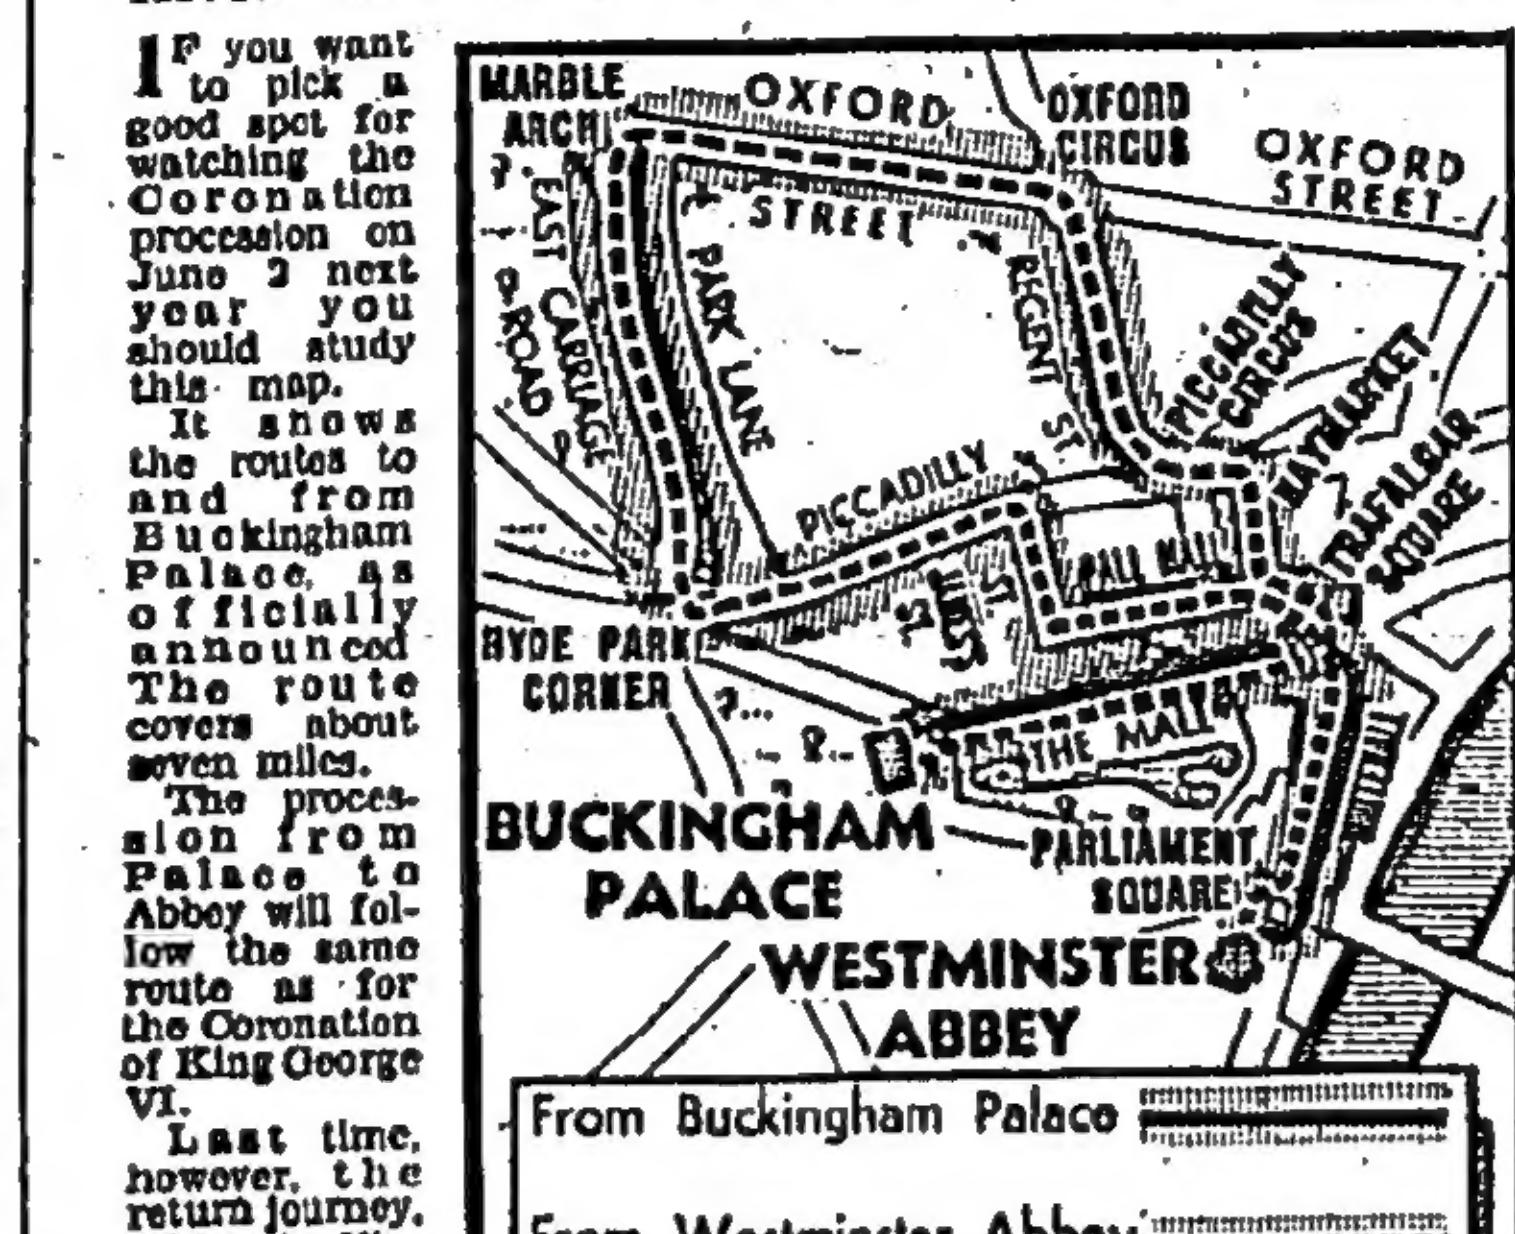 IF you want
to pick a
good spot for
watching the
Coronation
procession on
June 2 next
year you
should study
this map.
It shows
the routes to
and from
Buckingham
Palace, as
officially
announced
The route
covers about
seven miles.
The proces-
sion from
Palace to
Abbey will fol-
low the same
route as for
the Coronation
of King George
VI.
Last time,
however, the
return journey,
MARBLE
ARCH
OXFORD
STREET
OXFORD
CIRCUS
OXFORD
STREET
EAST CARRIAGE
ROAD
PARK LANE
REGENT ST.
PICCADILLY
CIRCUS
HAYMARKET
TRAFALGAR
SQUARE
PICCADILLY
ST.
PALL MALL
HYDE PARK
CORNER
THE MALL
BUCKINGHAM
PALACE
PARLIAMENT
SQUARE
WESTMINSTER
ABBEY
From Buckingham Palace
From Westminster Abbey